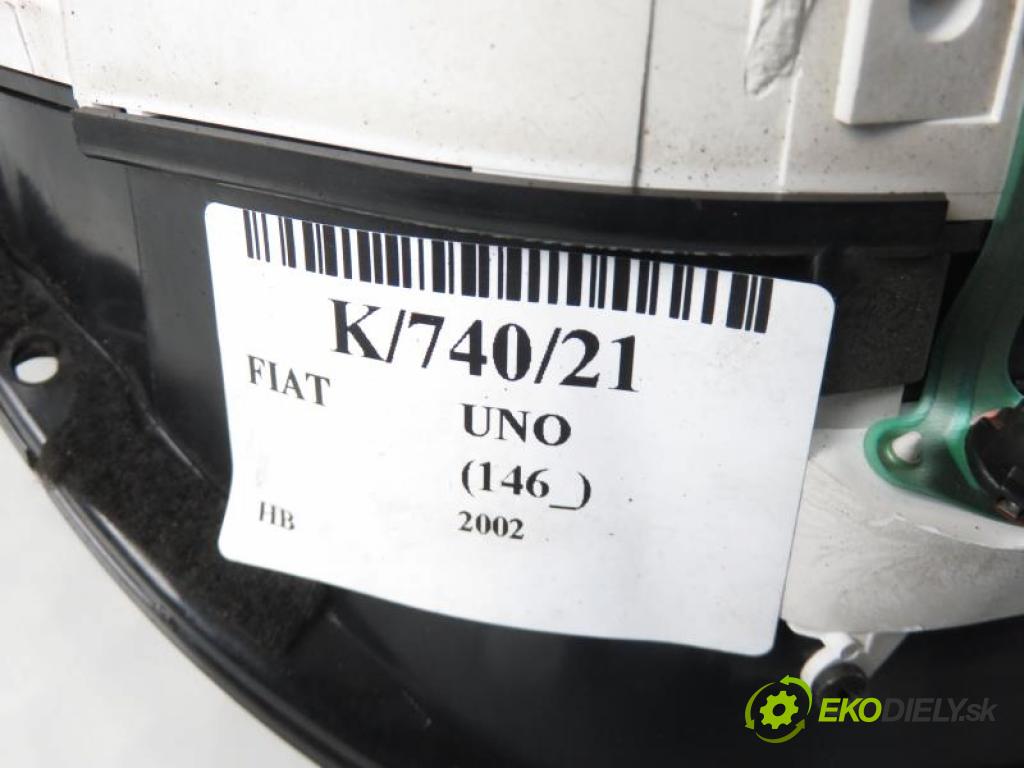 K/740/21
FIAT
UNO
(146_)
HB
2002
EKODIELY.sk